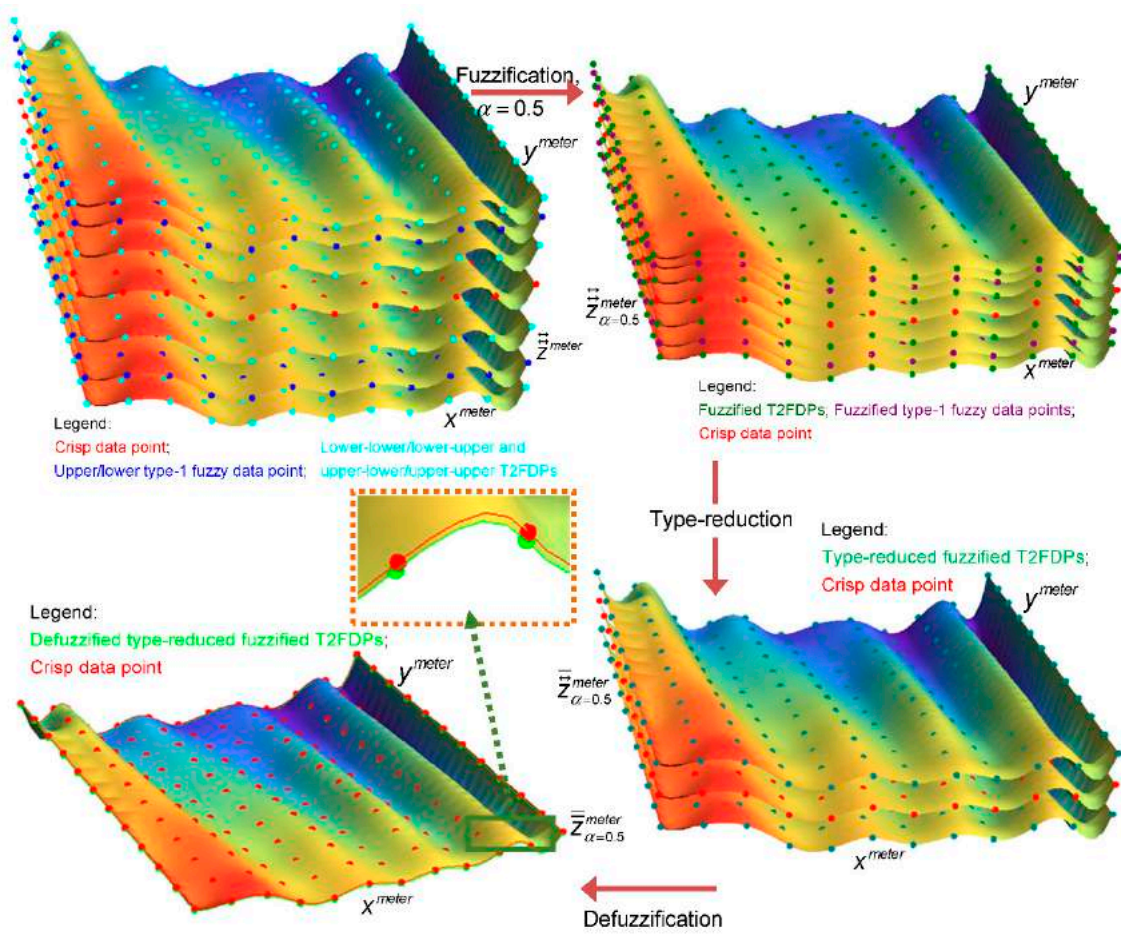 Fuzzification,
α = 0.5
y^meter
z⃡^meter
x^meter
Legend:
Crisp data point;
Upper/lower type-1 fuzzy data point;
Lower-lower/lower-upper and
upper-lower/upper-upper T2FDPs
y^meter
z⃡^meter_α=0.5
x^meter
Legend:
Fuzzified T2FDPs; Fuzzified type-1 fuzzy data points;
Crisp data point
Type-reduction
Legend:
Type-reduced fuzzified T2FDPs;
Crisp data point
y^meter
z̅^meter_α=0.5
x^meter
Defuzzification
Legend:
Defuzzified type-reduced fuzzified T2FDPs;
Crisp data point
y^meter
z̿^meter_α=0.5
x^meter